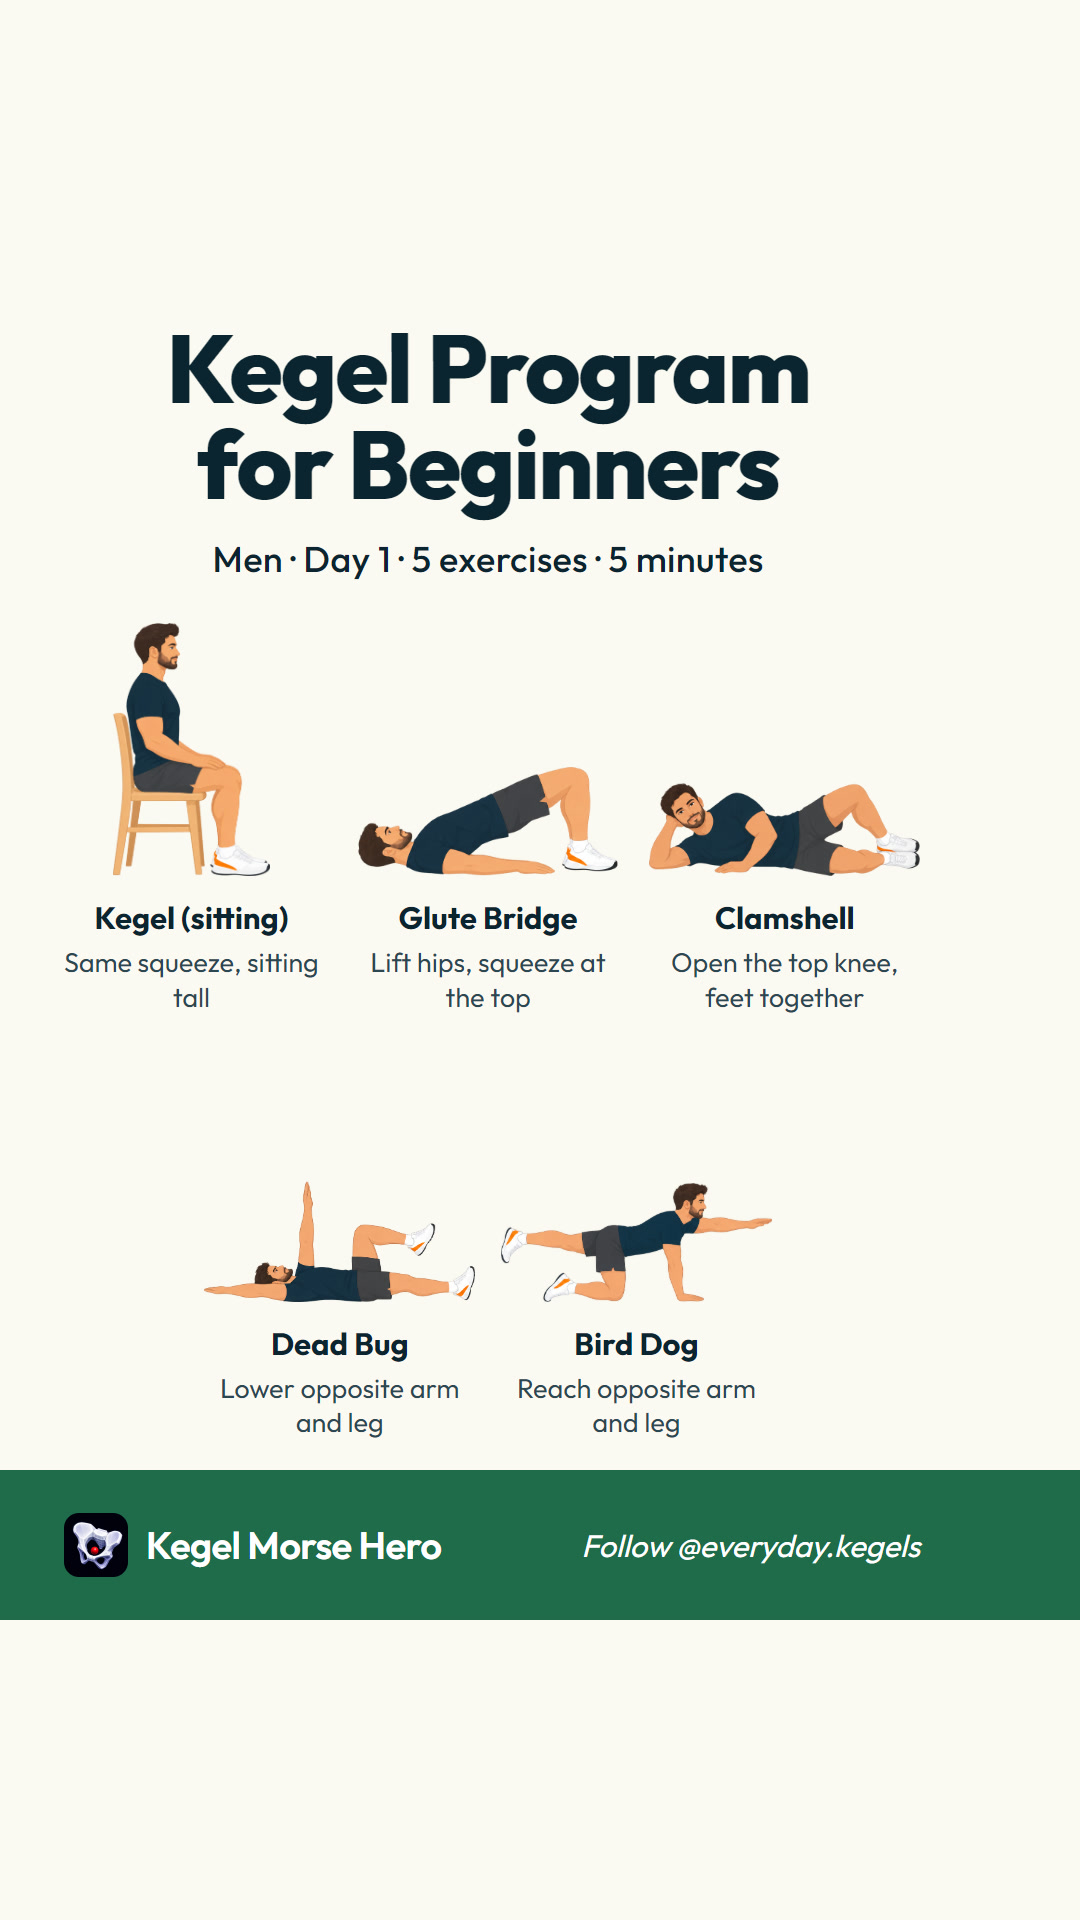 Kegel Program
for Beginners
Men · Day 1 · 5 exercises · 5 minutes
Kegel (sitting)
Same squeeze, sitting
tall
Glute Bridge
Lift hips, squeeze at
the top
Clamshell
Open the top knee,
feet together
Dead Bug
Lower opposite arm
and leg
Bird Dog
Reach opposite arm
and leg
Kegel Morse Hero
Follow @everyday.kegels